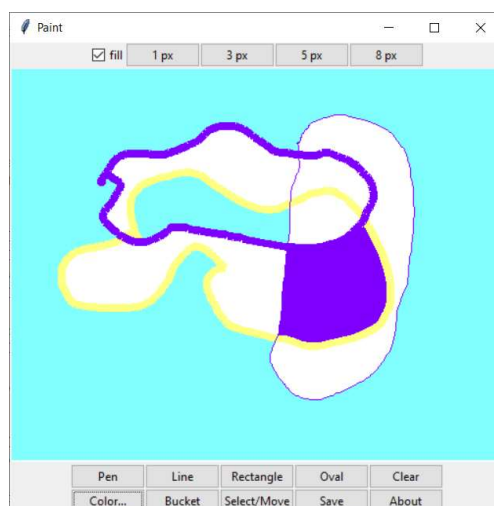 Paint
fill 1 px 3 px 5 px 8 px
Pen Line Rectangle Oval Clear
Color... Bucket Select/Move Save About